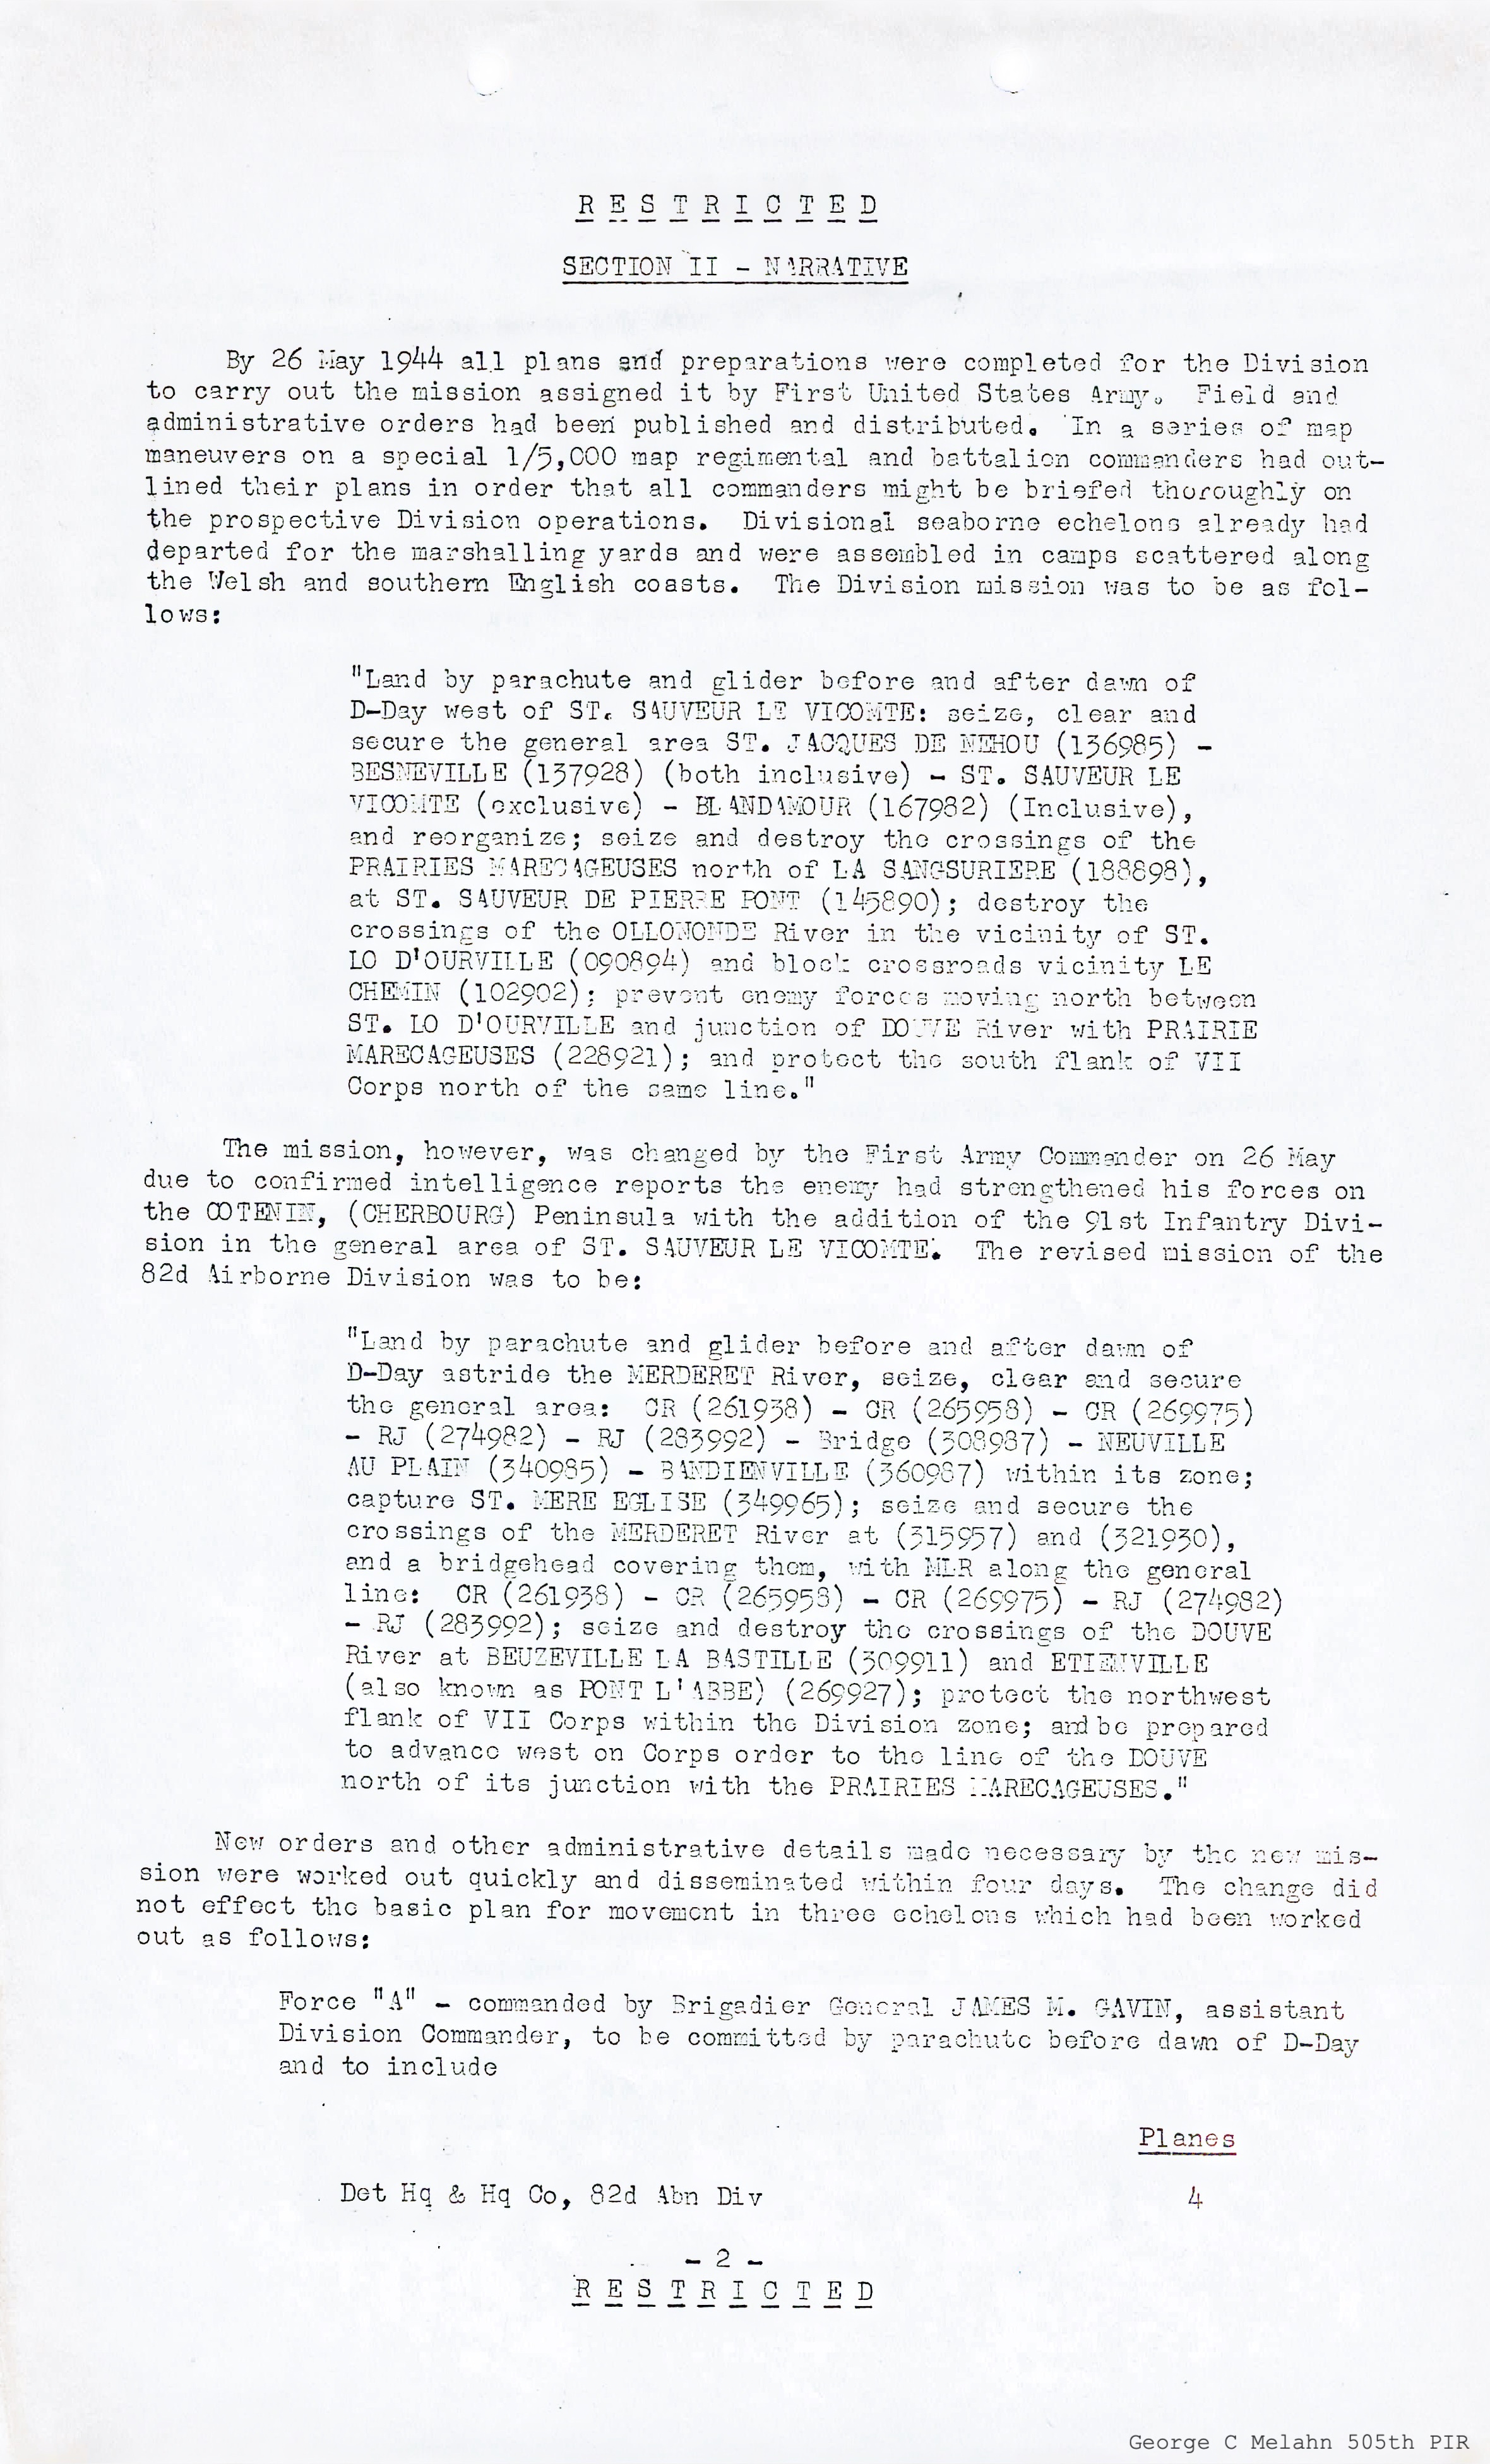 R E S T R I C T E D
SECTION II - NARRATIVE
By 26 May 1944 all plans and preparations were completed for the Division
to carry out the mission assigned it by First United States Army. Field and
administrative orders had been published and distributed. In a series of map
maneuvers on a special 1/5,000 map regimental and battalion commanders had out-
lined their plans in order that all commanders might be briefed thoroughly on
the prospective Division operations. Divisional seaborne echelons already had
departed for the marshalling yards and were assembled in camps scattered along
the Welsh and southern English coasts. The Division mission was to be as fol-
lows:
"Land by parachute and glider before and after dawn of
D-Day west of ST. SAUVEUR LE VICOMTE: seize, clear and
secure the general area ST. JACQUES DE NEHOU (136985) -
BESNEVILLE (137928) (both inclusive) - ST. SAUVEUR LE
VICOMTE (exclusive) - BLANDAMOUR (167982) (Inclusive),
and reorganize; seize and destroy the crossings of the
PRAIRIES MARECAGEUSES north of LA SANGSURIERE (188898),
at ST. SAUVEUR DE PIERRE PONT (145890); destroy the
crossings of the OLLONONDE River in the vicinity of ST.
LO D'OURVILLE (090894) and block crossroads vicinity LE
CHEMIN (102902); prevent enemy forces moving north between
ST. LO D'OURVILLE and junction of DOUVE River with PRAIRIE
MARECAGEUSES (228921); and protect the south flank of VII
Corps north of the same line."
The mission, however, was changed by the First Army Commander on 26 May
due to confirmed intelligence reports the enemy had strengthened his forces on
the COTENIN, (CHERBOURG) Peninsula with the addition of the 91st Infantry Divi-
sion in the general area of ST. SAUVEUR LE VICOMTE. The revised mission of the
82d Airborne Division was to be:
"Land by parachute and glider before and after dawn of
D-Day astride the MERDERET River, seize, clear and secure
the general area: CR (261938) - CR (265958) - CR (269975)
- RJ (274982) - RJ (283992) - Bridge (308987) - NEUVILLE
AU PLAIN (340985) - BANDIENVILLE (360987) within its zone;
capture ST. MERE EGLISE (349965); seize and secure the
crossings of the MERDERET River at (315957) and (321930),
and a bridgehead covering them, with MLR along the general
line: CR (261938) - CR (265958) - CR (269975) - RJ (274982)
- RJ (283992); seize and destroy the crossings of the DOUVE
River at BEUZEVILLE LA BASTILLE (309911) and ETIENVILLE
(also known as PONT L'ABBE) (269927); protect the northwest
flank of VII Corps within the Division zone; and be prepared
to advance west on Corps order to the line of the DOUVE
north of its junction with the PRAIRIES MARECAGEUSES."
New orders and other administrative details made necessary by the new mis-
sion were worked out quickly and disseminated within four days. The change did
not effect the basic plan for movement in three echelons which had been worked
out as follows:
Force "A" - commanded by Brigadier General JAMES M. GAVIN, assistant
Division Commander, to be committed by parachute before dawn of D-Day
and to include
Planes
Det Hq & Hq Co, 82d Abn Div 4
- 2 -
R E S T R I C T E D
George C Melahn 505th PIR